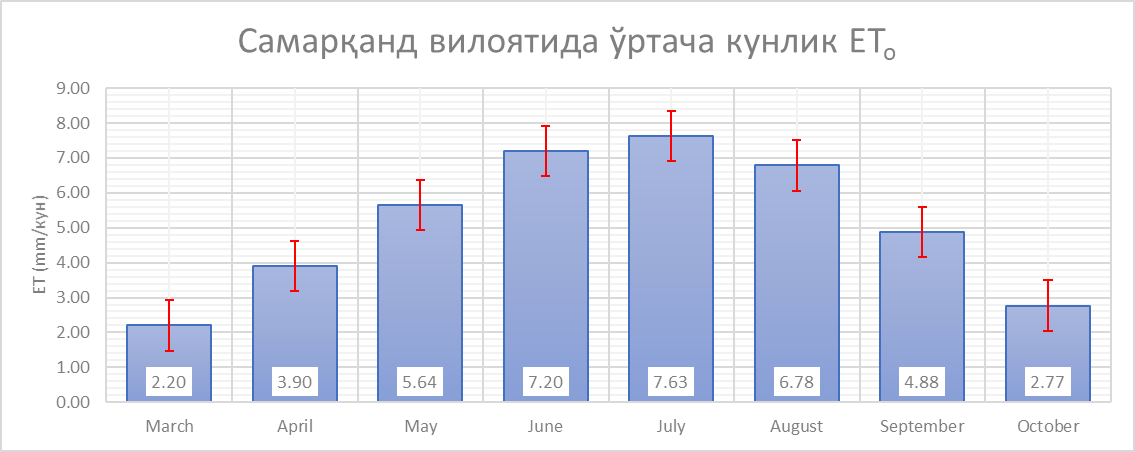 Самарқанд вилоятида ўртача кунлик ETo
9.00
8.00
7.00
6.00
5.00
4.00
3.00
2.00
1.00
0.00
ET (mm/кун)
2.20 3.90 5.64 7.20 7.63 6.78 4.88 2.77
March April May June July August September October